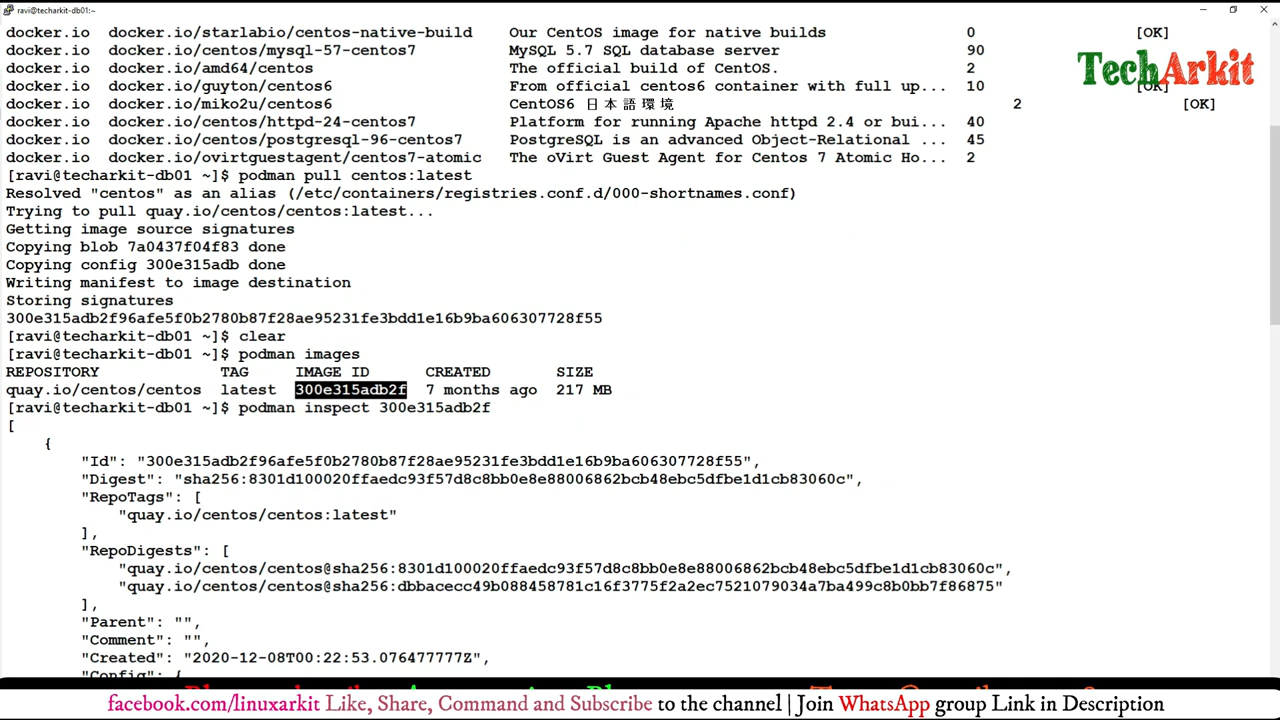 ravi@techarkit-db01:~
docker.io  docker.io/starlabio/centos-native-build    Our CentOS image for native builds    0    [OK]
docker.io  docker.io/centos/mysql-57-centos7    MySQL 5.7 SQL database server    90
docker.io  docker.io/amd64/centos    The official build of CentOS.    2
TechArkit
docker.io  docker.io/guyton/centos6    From official centos6 container with full up...  10    [OK]
docker.io  docker.io/miko2u/centos6    CentOS6 日本語環境    2    [OK]
docker.io  docker.io/centos/httpd-24-centos7    Platform for running Apache httpd 2.4 or bui...  40
docker.io  docker.io/centos/postgresql-96-centos7    PostgreSQL is an advanced Object-Relational ...  45
docker.io  docker.io/ovirtguestagent/centos7-atomic    The oVirt Guest Agent for Centos 7 Atomic Ho...  2
[ravi@techarkit-db01 ~]$ podman pull centos:latest
Resolved "centos" as an alias (/etc/containers/registries.conf.d/000-shortnames.conf)
Trying to pull quay.io/centos/centos:latest...
Getting image source signatures
Copying blob 7a0437f04f83 done
Copying config 300e315adb done
Writing manifest to image destination
Storing signatures
300e315adb2f96afe5f0b2780b87f28ae95231fe3bdd1e16b9ba606307728f55
[ravi@techarkit-db01 ~]$ clear
[ravi@techarkit-db01 ~]$ podman images
REPOSITORY    TAG    IMAGE ID    CREATED    SIZE
quay.io/centos/centos  latest  300e315adb2f  7 months ago  217 MB
[ravi@techarkit-db01 ~]$ podman inspect 300e315adb2f
[
{
"Id": "300e315adb2f96afe5f0b2780b87f28ae95231fe3bdd1e16b9ba606307728f55",
"Digest": "sha256:8301d100020ffaedc93f57d8c8bb0e8e88006862bcb48ebc5dfbe1d1cb83060c",
"RepoTags": [
"quay.io/centos/centos:latest"
],
"RepoDigests": [
"quay.io/centos/centos@sha256:8301d100020ffaedc93f57d8c8bb0e8e88006862bcb48ebc5dfbe1d1cb83060c",
"quay.io/centos/centos@sha256:dbbacecc49b088458781c16f3775f2a2ec7521079034a7ba499c8b0bb7f86875"
],
"Parent": "",
"Comment": "",
"Created": "2020-12-08T00:22:53.076477777Z",
"Config": {
facebook.com/linuxarkit Like, Share, Command and Subscribe to the channel | Join WhatsApp group Link in Description